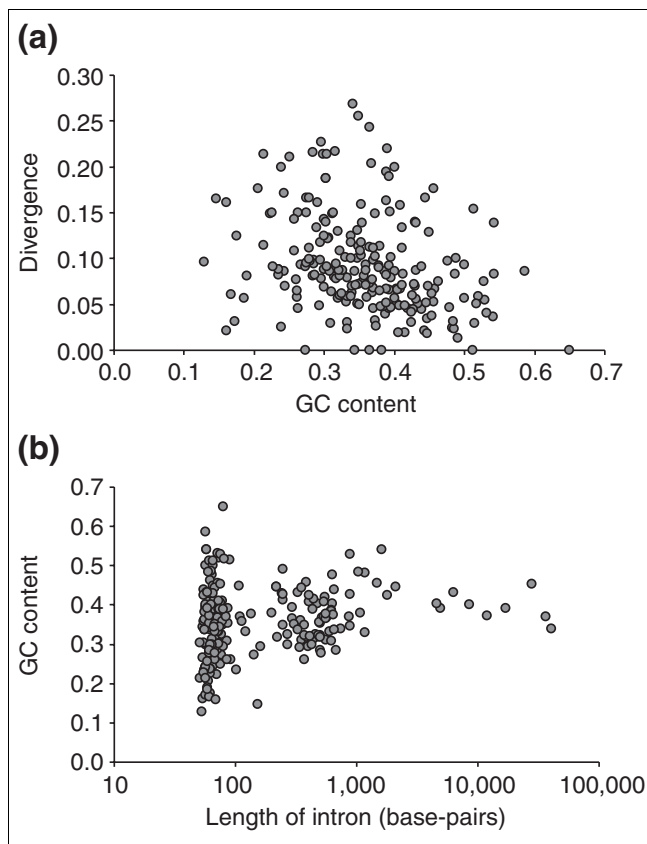 (a)
0.30
0.25
0.20
0.15
0.10
0.05
0.00
Divergence
0.0 0.1 0.2 0.3 0.4 0.5 0.6 0.7
GC content
(b)
0.7
0.6
0.5
0.4
0.3
0.2
0.1
0.0
GC content
10 100 1,000 10,000 100,000
Length of intron (base-pairs)